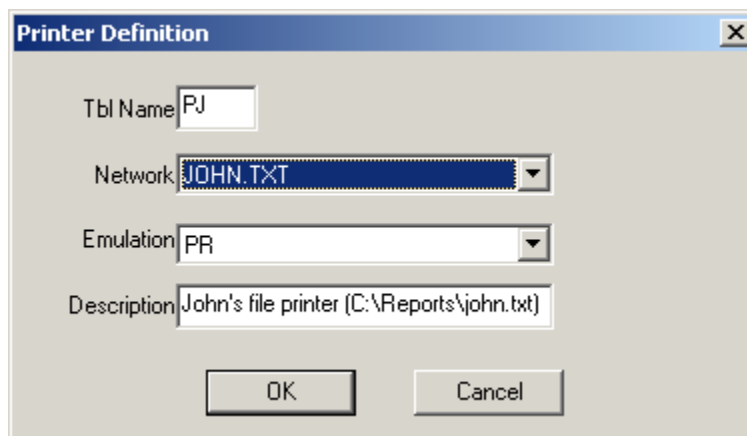 Printer Definition
Tbl Name PJ
Network JOHN.TXT
Emulation PR
Description John's file printer (C:\Reports\john.txt)
OK Cancel